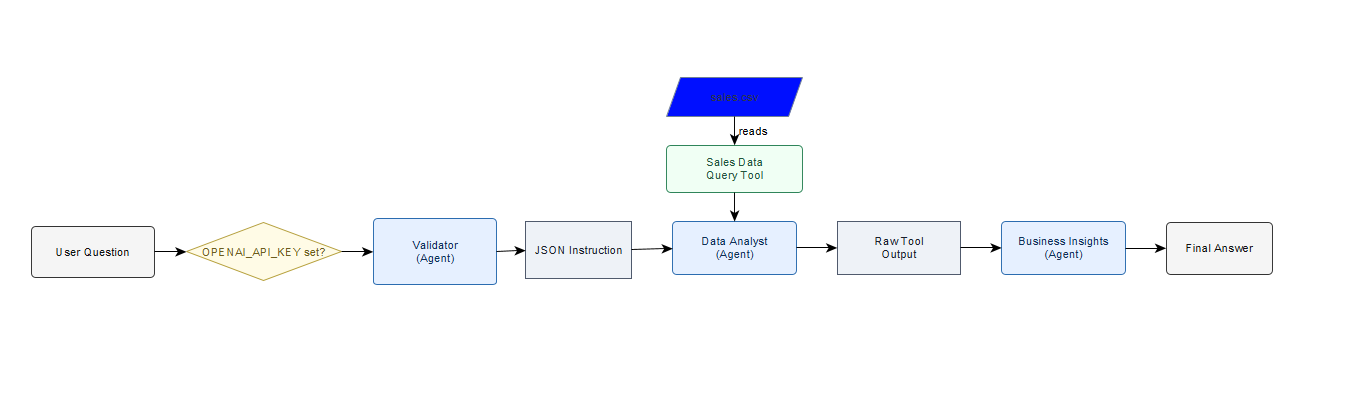 sales.csv
reads
Sales Data
Query Tool
User Question
OPENAI_API_KEY set?
Validator
(Agent)
JSON Instruction
Data Analyst
(Agent)
Raw Tool
Output
Business Insights
(Agent)
Final Answer